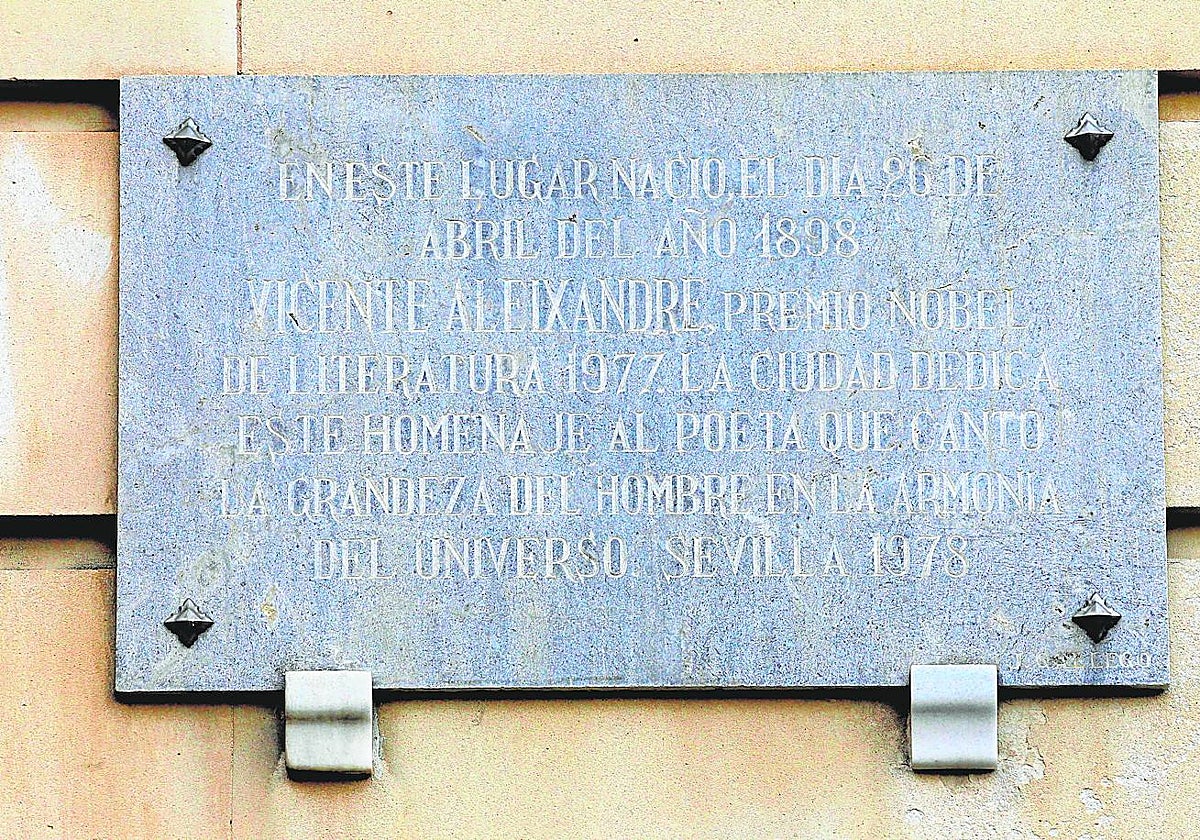 EN ESTE LUGAR NACIO, EL DIA 26 DE
ABRIL DEL AÑO 1898
VICENTE ALEIXANDRE, PREMIO NOBEL
DE LITERATURA 1977. LA CIUDAD DEDICA
ESTE HOMENAJE AL POETA QUE CANTO
LA GRANDEZA DEL HOMBRE EN LA ARMONIA
DEL UNIVERSO. SEVILLA 1978
J. GALLEGO